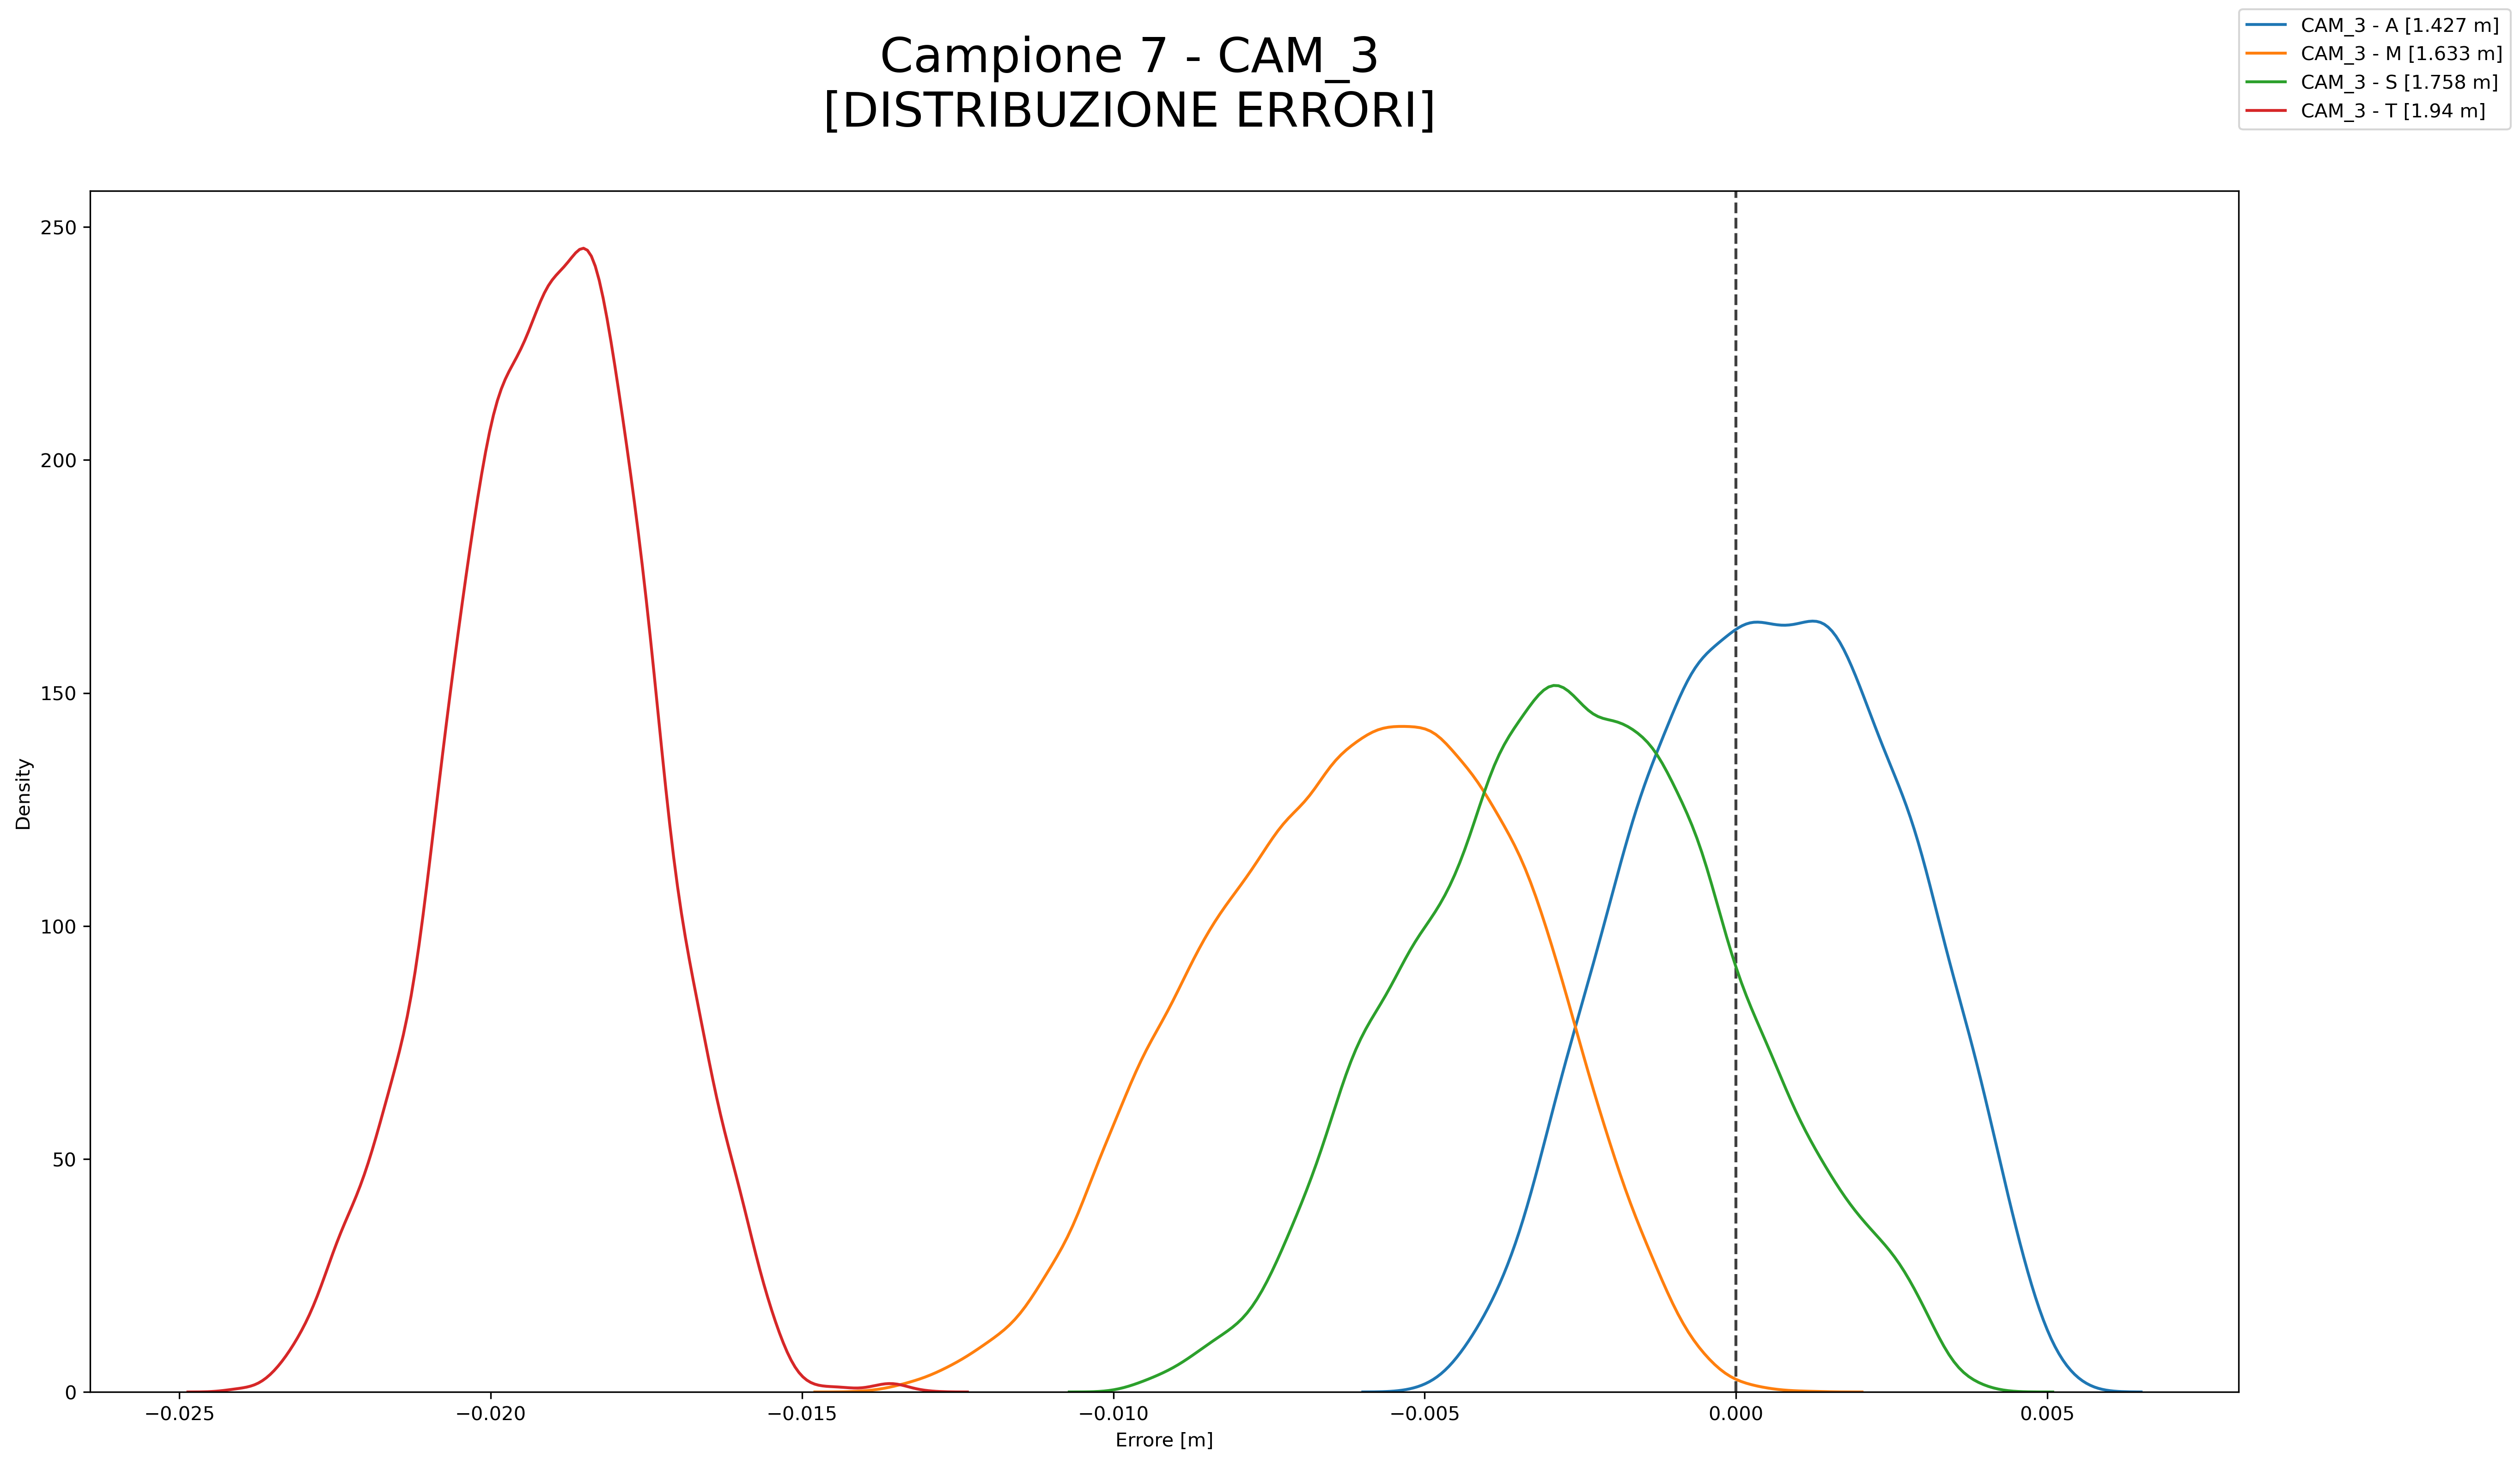 Campione 7 - CAM_3
[DISTRIBUZIONE ERRORI]
CAM_3 - A [1.427 m]
CAM_3 - M [1.633 m]
CAM_3 - S [1.758 m]
CAM_3 - T [1.94 m]
250
200
150
100
50
0
Density
−0.025
−0.020
−0.015
−0.010
−0.005
0.000
0.005
Errore [m]